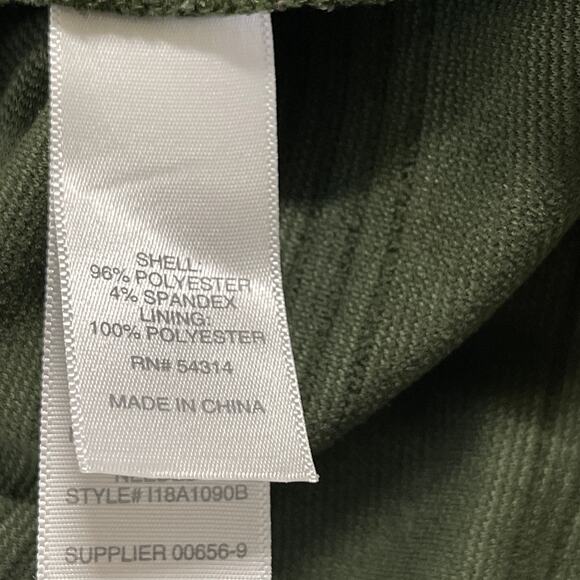 SHELL:
96% POLYESTER
4% SPANDEX
LINING:
100% POLYESTER
RN# 54314
MADE IN CHINA
STYLE# I18A1090B
SUPPLIER 00656-9